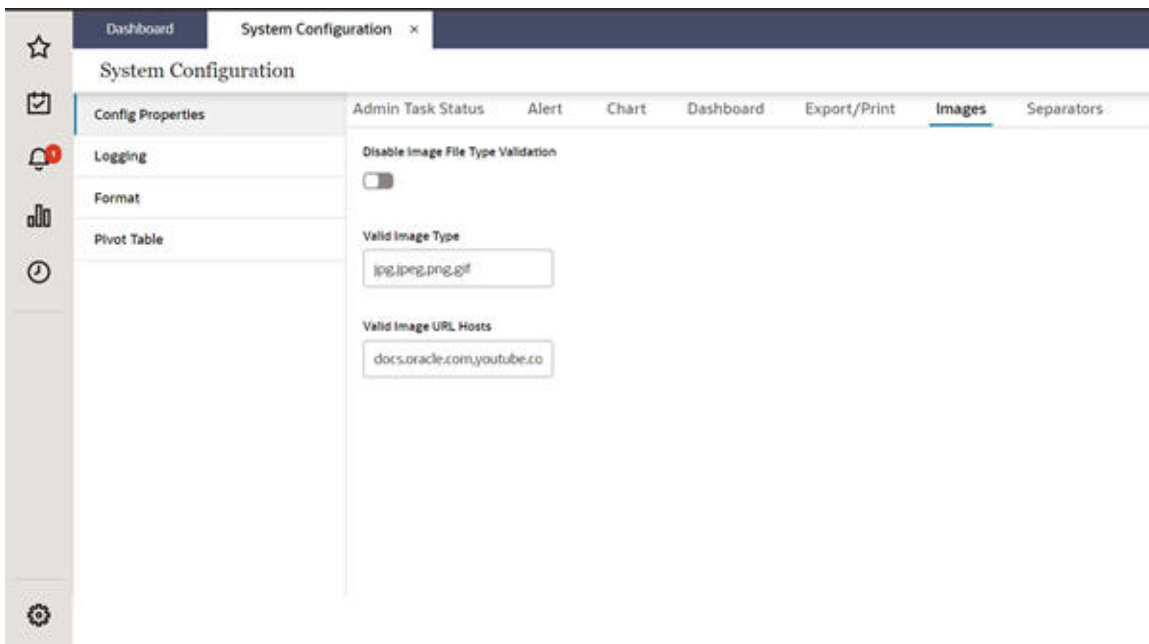 Dashboard
System Configuration ×
System Configuration
Config Properties
Logging
Format
Pivot Table
Admin Task Status
Alert
Chart
Dashboard
Export/Print
Images
Separators
Disable Image File Type Validation
Valid Image Type
jpg,jpeg,png,gif
Valid Image URL Hosts
docs.oracle.com,youtube.co
1